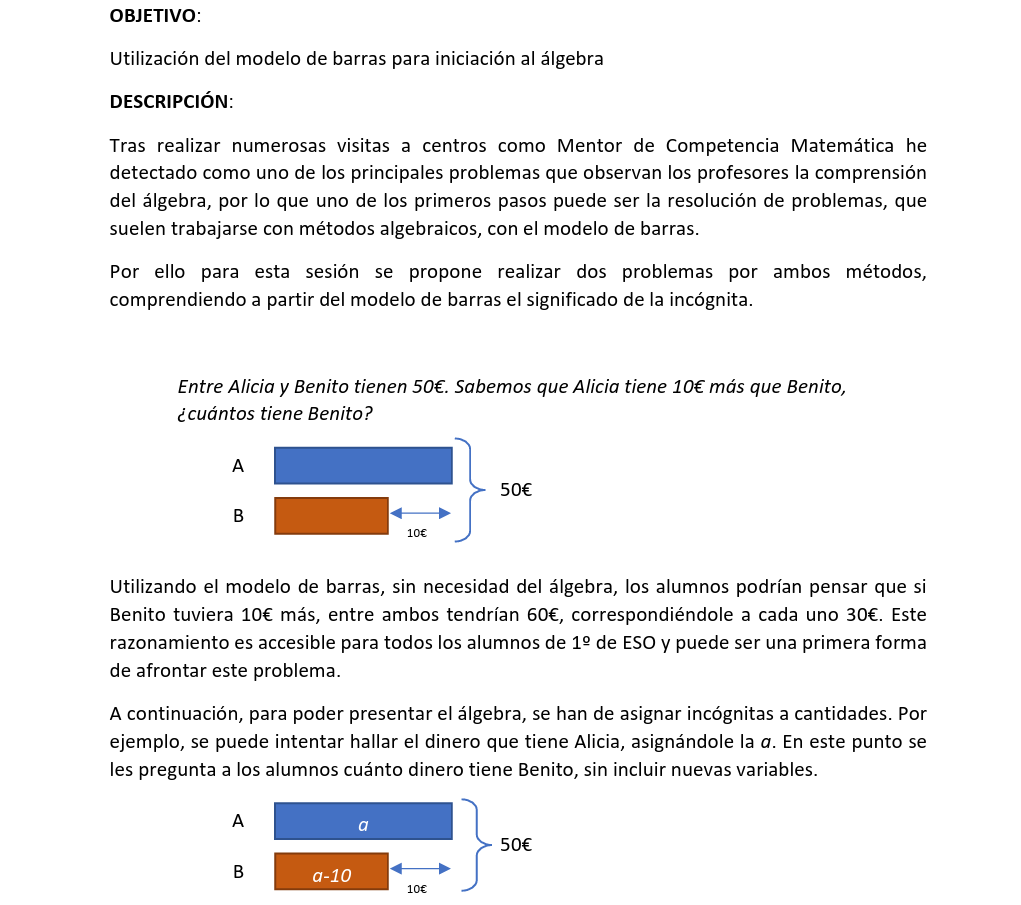 OBJETIVO:
Utilización del modelo de barras para iniciación al álgebra
DESCRIPCIÓN:
Tras realizar numerosas visitas a centros como Mentor de Competencia Matemática he
detectado como uno de los principales problemas que observan los profesores la comprensión
del álgebra, por lo que uno de los primeros pasos puede ser la resolución de problemas, que
suelen trabajarse con métodos algebraicos, con el modelo de barras.
Por ello para esta sesión se propone realizar dos problemas por ambos métodos,
comprendiendo a partir del modelo de barras el significado de la incógnita.
Entre Alicia y Benito tienen 50€. Sabemos que Alicia tiene 10€ más que Benito,
¿cuántos tiene Benito?
A
50€
B
10€
Utilizando el modelo de barras, sin necesidad del álgebra, los alumnos podrían pensar que si
Benito tuviera 10€ más, entre ambos tendrían 60€, correspondiéndole a cada uno 30€. Este
razonamiento es accesible para todos los alumnos de 1º de ESO y puede ser una primera forma
de afrontar este problema.
A continuación, para poder presentar el álgebra, se han de asignar incógnitas a cantidades. Por
ejemplo, se puede intentar hallar el dinero que tiene Alicia, asignándole la a. En este punto se
les pregunta a los alumnos cuánto dinero tiene Benito, sin incluir nuevas variables.
A
a
50€
B
a-10
10€